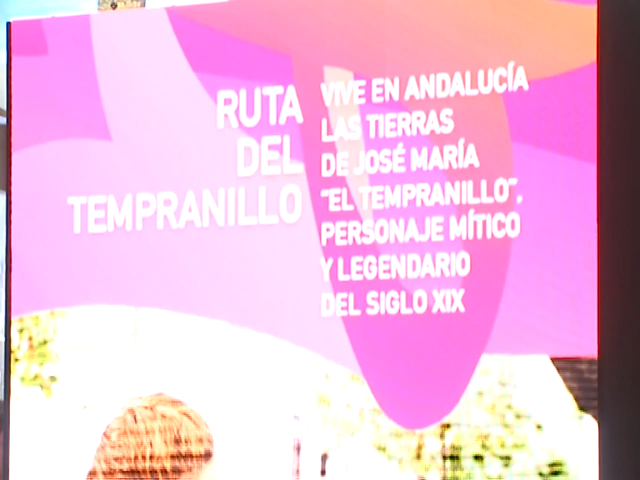 RUTA
DEL
TEMPRANILLO
VIVE EN ANDALUCÍA
LAS TIERRAS
DE JOSÉ MARÍA
"EL TEMPRANILLO",
PERSONAJE MÍTICO
Y LEGENDARIO
DEL SIGLO XIX